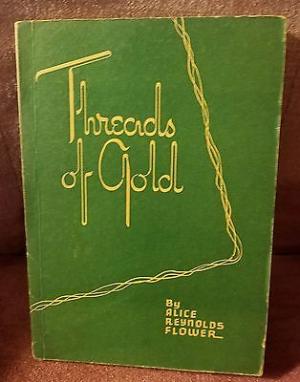 Threads
of Gold
By
ALICE
REYNOLDS
FLOWER